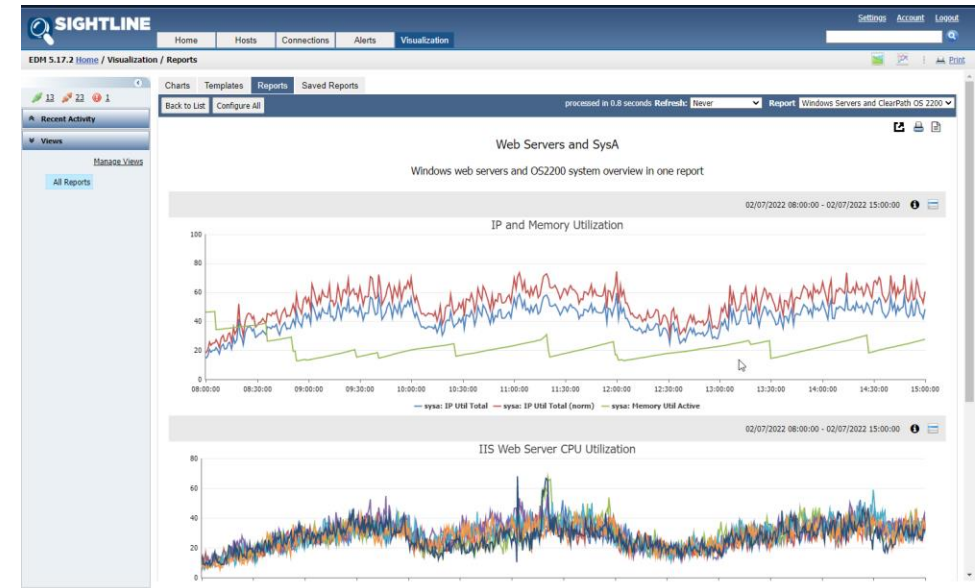 SIGHTLINE
Settings Account Logout
Home Hosts Connections Alerts Visualization
EDM 5.17.2 Home / Visualization / Reports
Print
13 23 1
Charts Templates Reports Saved Reports
Back to List Configure All
processed in 0.8 seconds Refresh: Never Report Windows Servers and ClearPath OS 2200
Recent Activity
Views
Manage Views
All Reports
Web Servers and SysA
Windows web servers and OS2200 system overview in one report
02/07/2022 08:00:00 - 02/07/2022 15:00:00
IP and Memory Utilization
100
80
60
40
20
0
08:00:00 08:30:00 09:00:00 09:30:00 10:00:00 10:30:00 11:00:00 11:30:00 12:00:00 12:30:00 13:00:00 13:30:00 14:00:00 14:30:00 15:00:00
sysa: IP Util Total sysa: IP Util Total (norm) sysa: Memory Util Active
02/07/2022 08:00:00 - 02/07/2022 15:00:00
IIS Web Server CPU Utilization
80
60
40
20
0